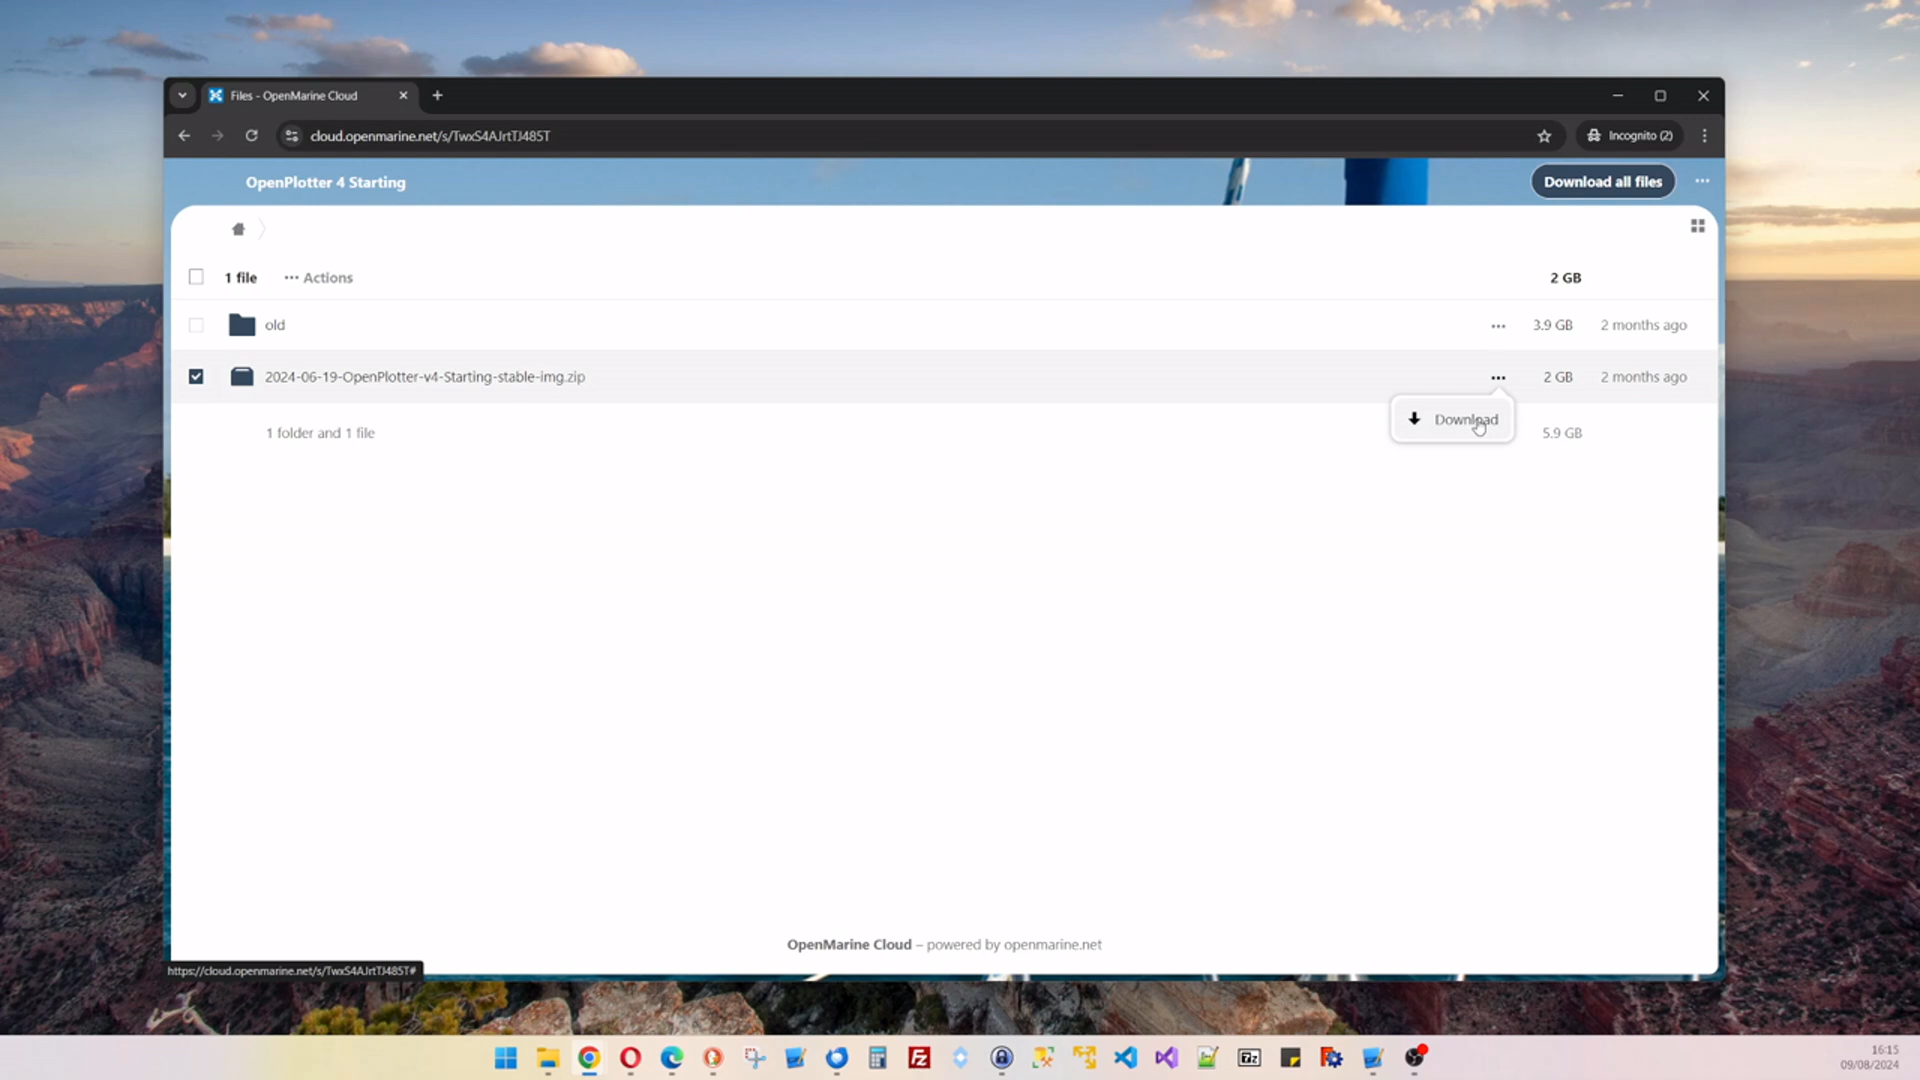 Files - OpenMarine Cloud
cloud.openmarine.net/s/TwxS4AJrtTJ485T
Incognito (2)
OpenPlotter 4 Starting
Download all files
1 file
Actions
2 GB
old
3.9 GB
2 months ago
2024-06-19-OpenPlotter-v4-Starting-stable-img.zip
2 GB
2 months ago
Download
1 folder and 1 file
5.9 GB
OpenMarine Cloud – powered by openmarine.net
https://cloud.openmarine.net/s/TwxS4AJrtTJ485T#
Fz
7z
16:15
09/08/2024